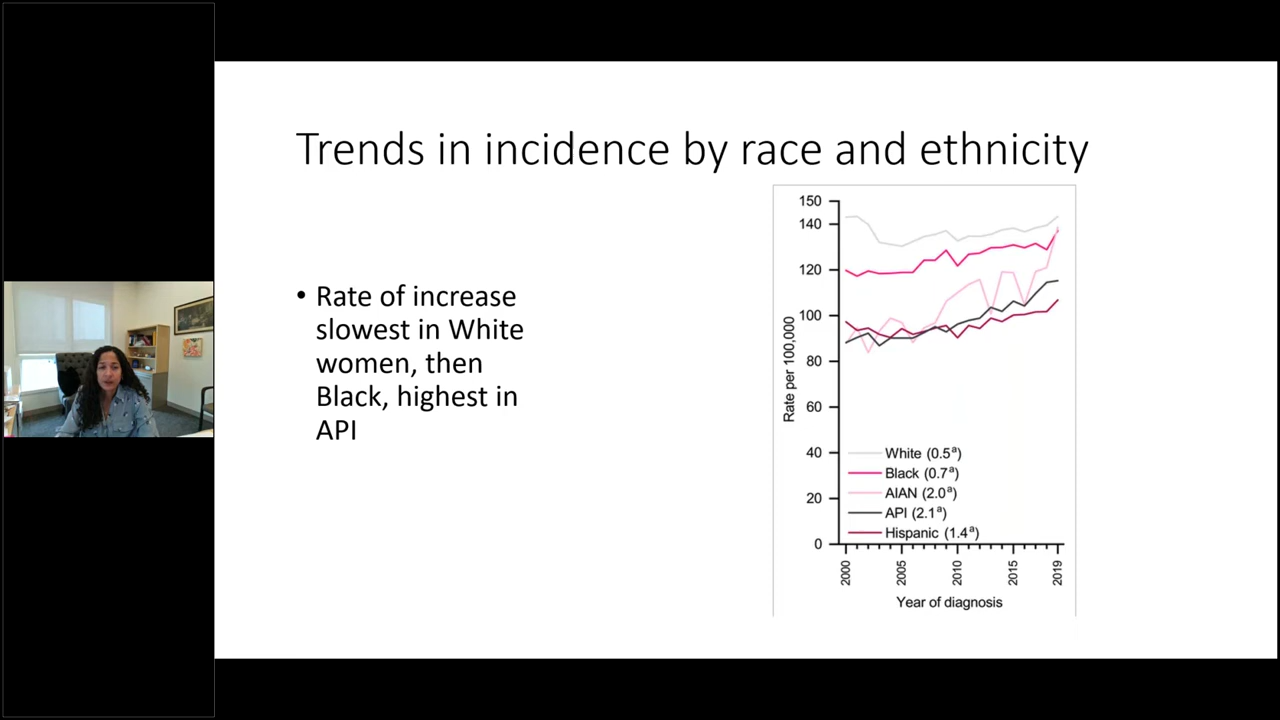 Trends in incidence by race and ethnicity
• Rate of increase
slowest in White
women, then
Black, highest in
API
150
140
120
100
80
60
40
20
0
Rate per 100,000
White (0.5ᵃ)
Black (0.7ᵃ)
AIAN (2.0ᵃ)
API (2.1ᵃ)
Hispanic (1.4ᵃ)
2000
2005
2010
2015
2019
Year of diagnosis